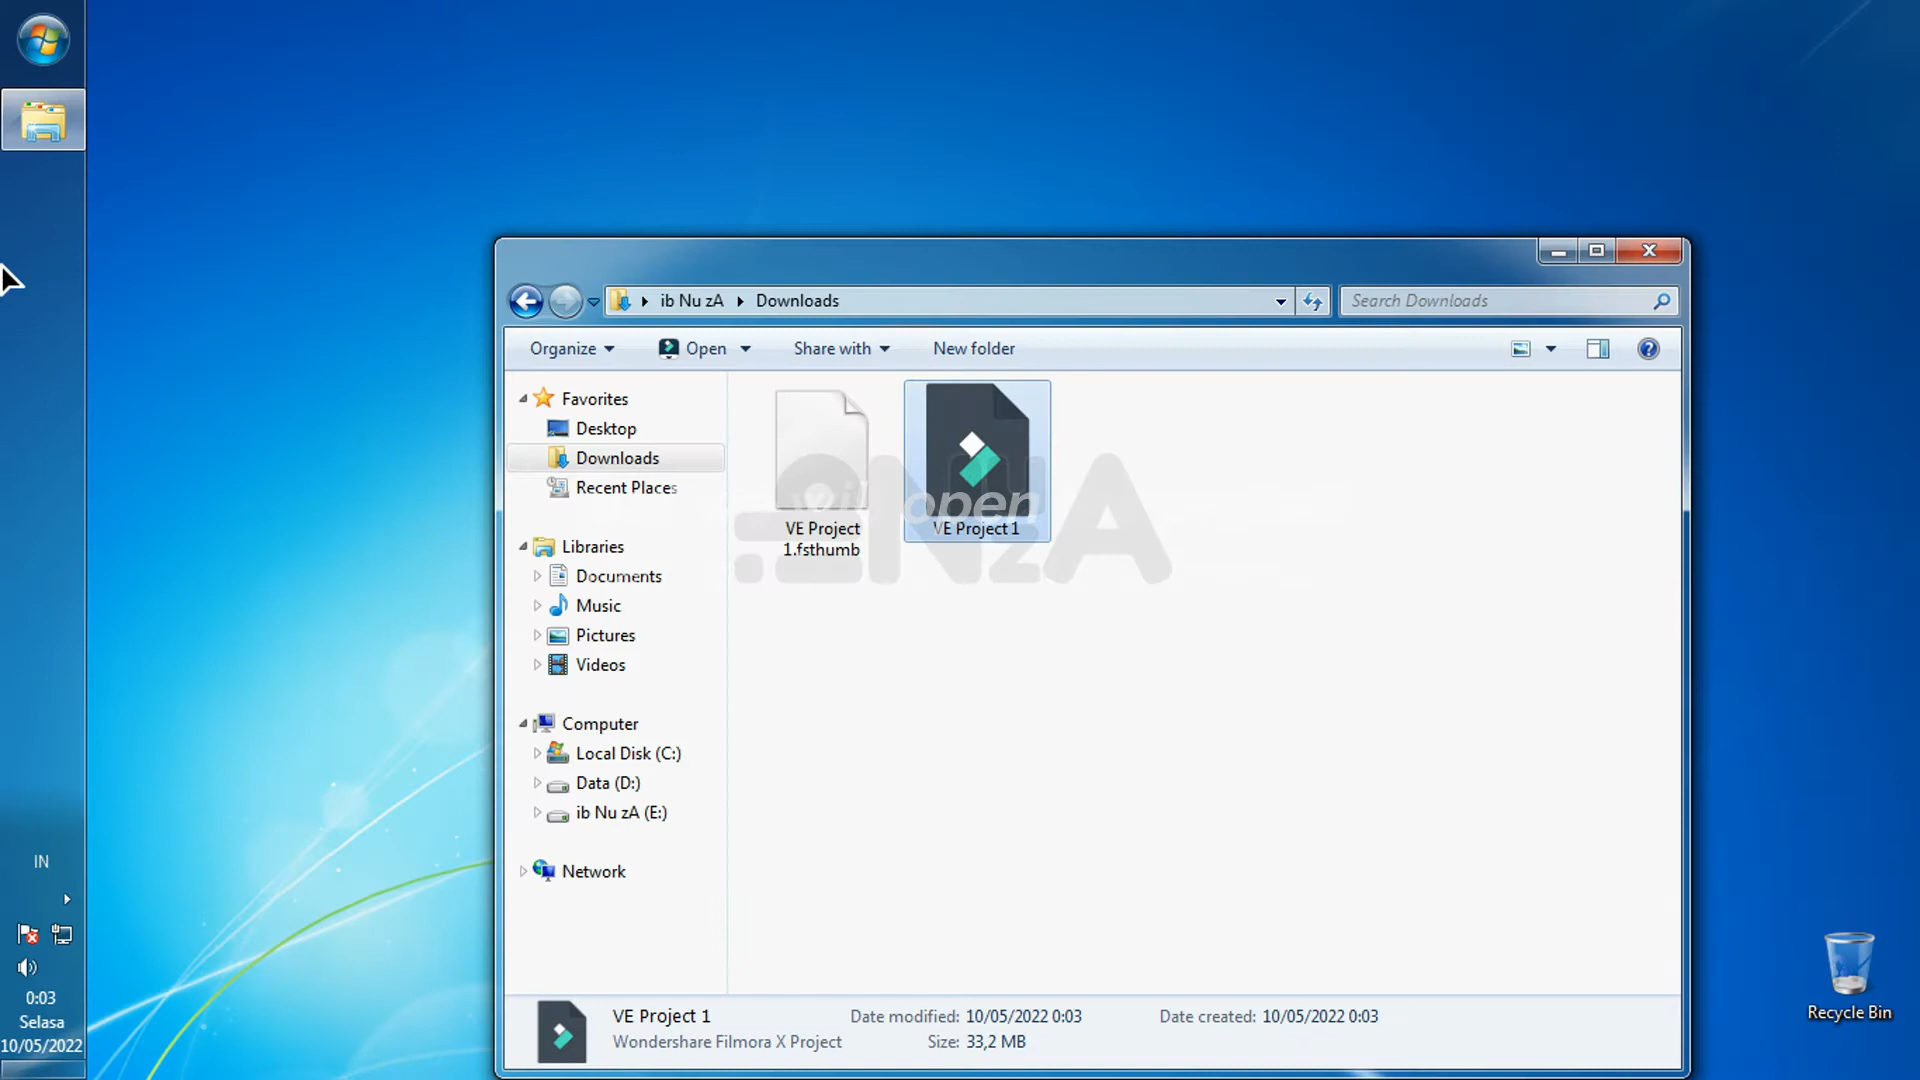 ib Nu zA
Downloads
Search Downloads
Organize
Open
Share with
New folder
Favorites
Desktop
Downloads
Recent Places
Libraries
Documents
Music
Pictures
Videos
Computer
Local Disk (C:)
Data (D:)
ib Nu zA (E:)
Network
VE Project
1.fsthumb
VE Project 1
open
VE Project 1
Date modified: 10/05/2022 0:03
Date created: 10/05/2022 0:03
Wondershare Filmora X Project
Size: 33,2 MB
IN
0:03
Selasa
10/05/2022
Recycle Bin